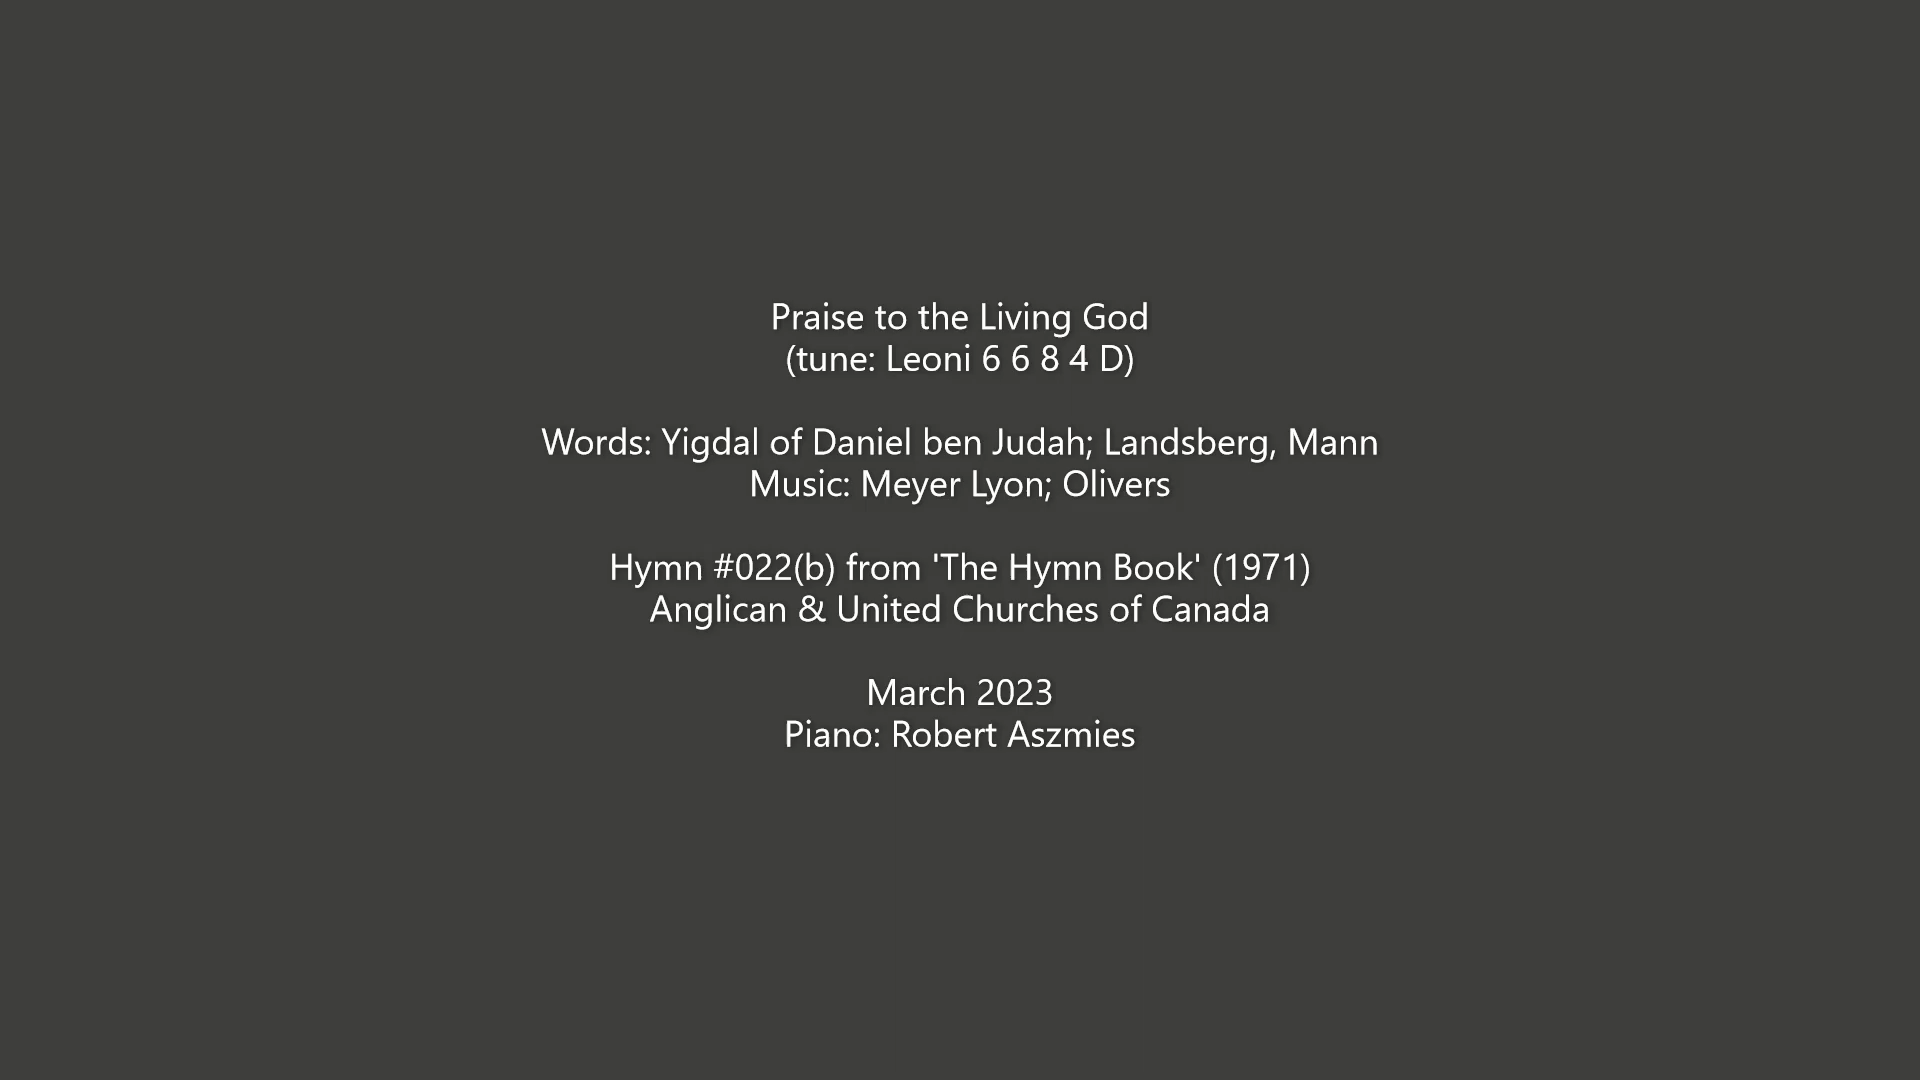 Praise to the Living God
(tune: Leoni 6 6 8 4 D)
Words: Yigdal of Daniel ben Judah; Landsberg, Mann
Music: Meyer Lyon; Olivers
Hymn #022(b) from 'The Hymn Book' (1971)
Anglican & United Churches of Canada
March 2023
Piano: Robert Aszmies